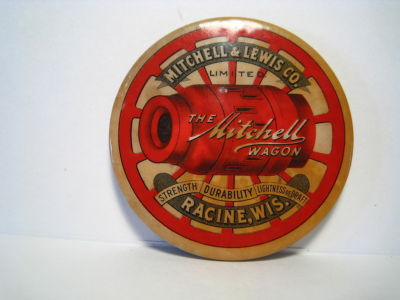 MITCHELL & LEWIS CO.
LIMITED
THE
Mitchell
WAGON
STRENGTH DURABILITY LIGHTNESS OF DRAFT
RACINE, WIS.